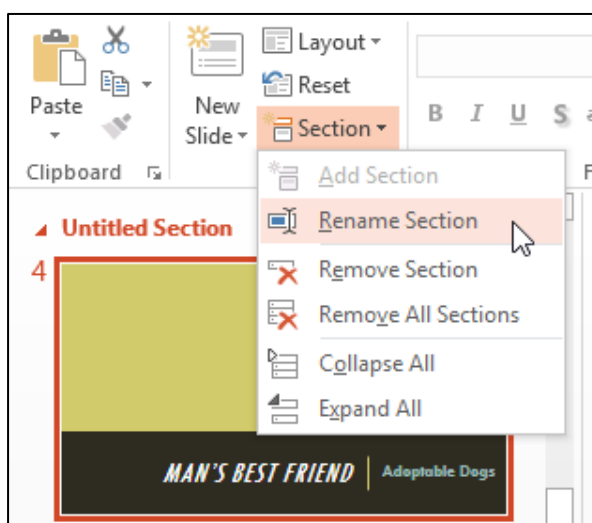 Layout
Reset
Paste
New
Slide
Section
B I U S
Clipboard
Add Section
Rename Section
Remove Section
Remove All Sections
Collapse All
Expand All
Untitled Section
4
MAN'S BEST FRIEND | Adoptable Dogs